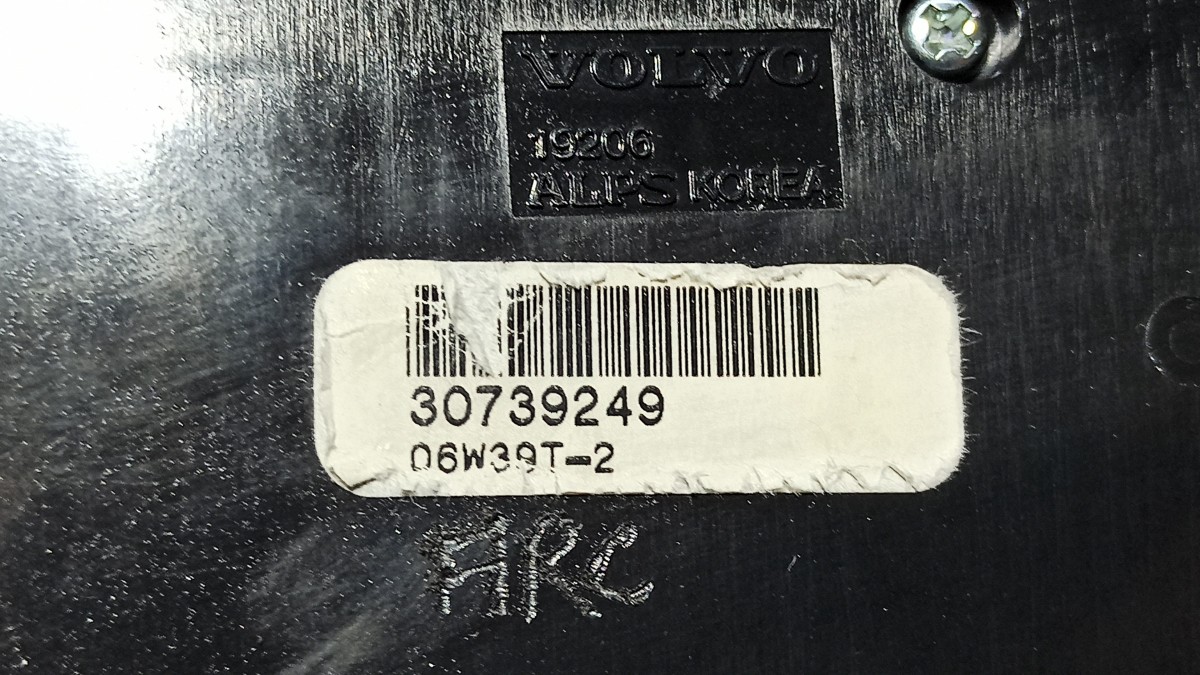 VOLVO
19206
ALPS KOREA
30739249
06W39T-2
ARC